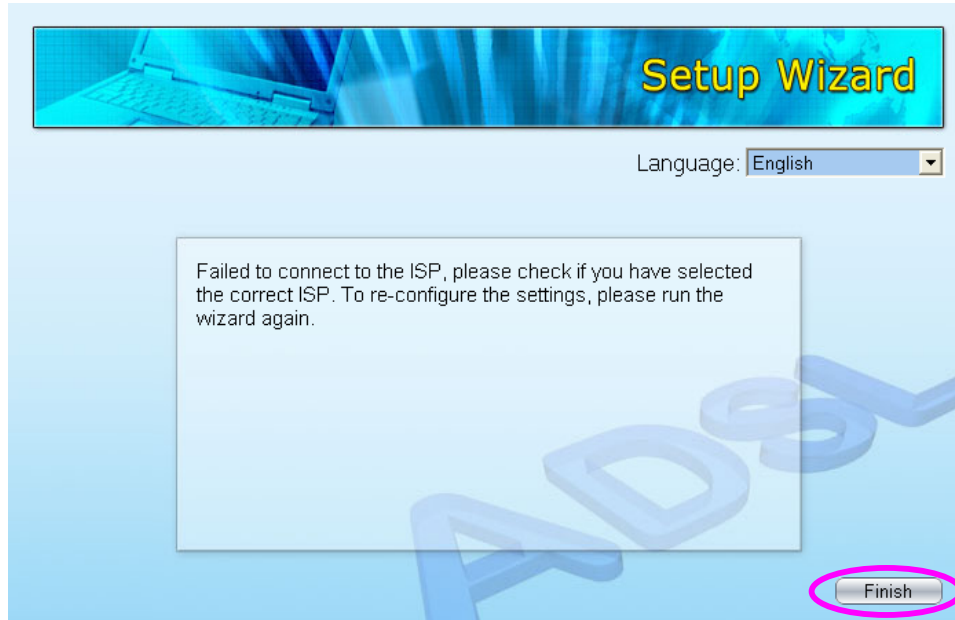 Setup Wizard
Language: English
Failed to connect to the ISP, please check if you have selected
the correct ISP. To re-configure the settings, please run the
wizard again.
ADSL
Finish